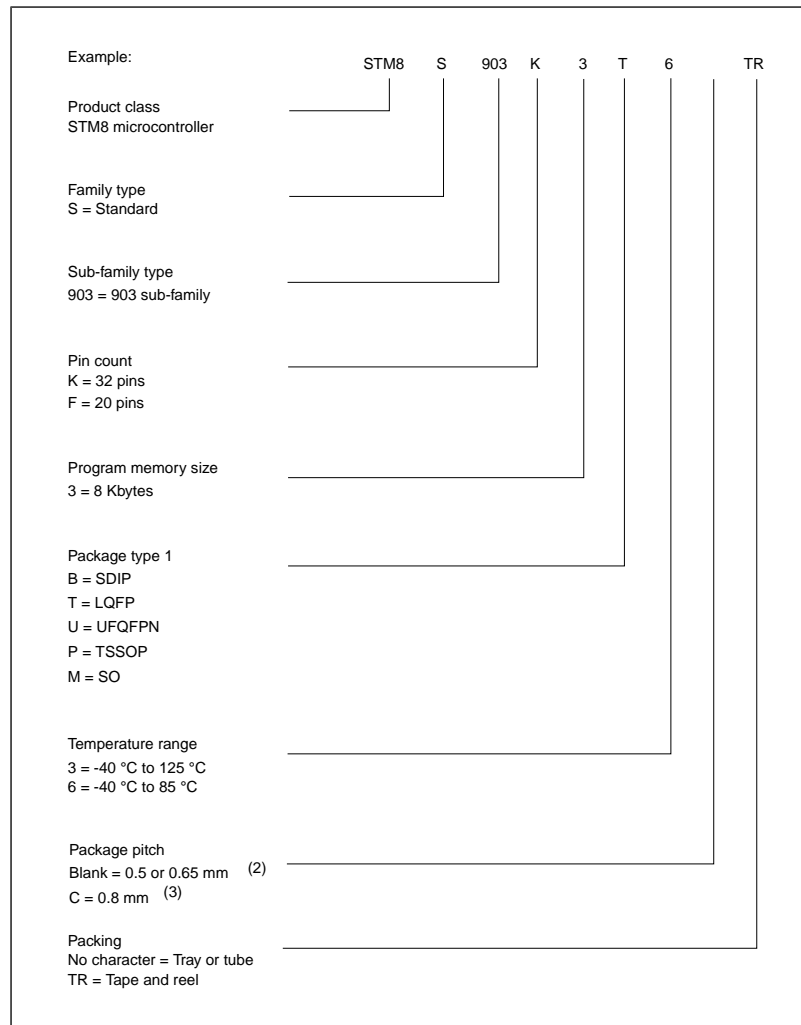 Example:
STM8 S 903 K 3 T 6 TR
Product class
STM8 microcontroller
Family type
S = Standard
Sub-family type
903 = 903 sub-family
Pin count
K = 32 pins
F = 20 pins
Program memory size
3 = 8 Kbytes
Package type 1
B = SDIP
T = LQFP
U = UFQFPN
P = TSSOP
M = SO
Temperature range
3 = -40 °C to 125 °C
6 = -40 °C to 85 °C
Package pitch
Blank = 0.5 or 0.65 mm (2)
C = 0.8 mm (3)
Packing
No character = Tray or tube
TR = Tape and reel